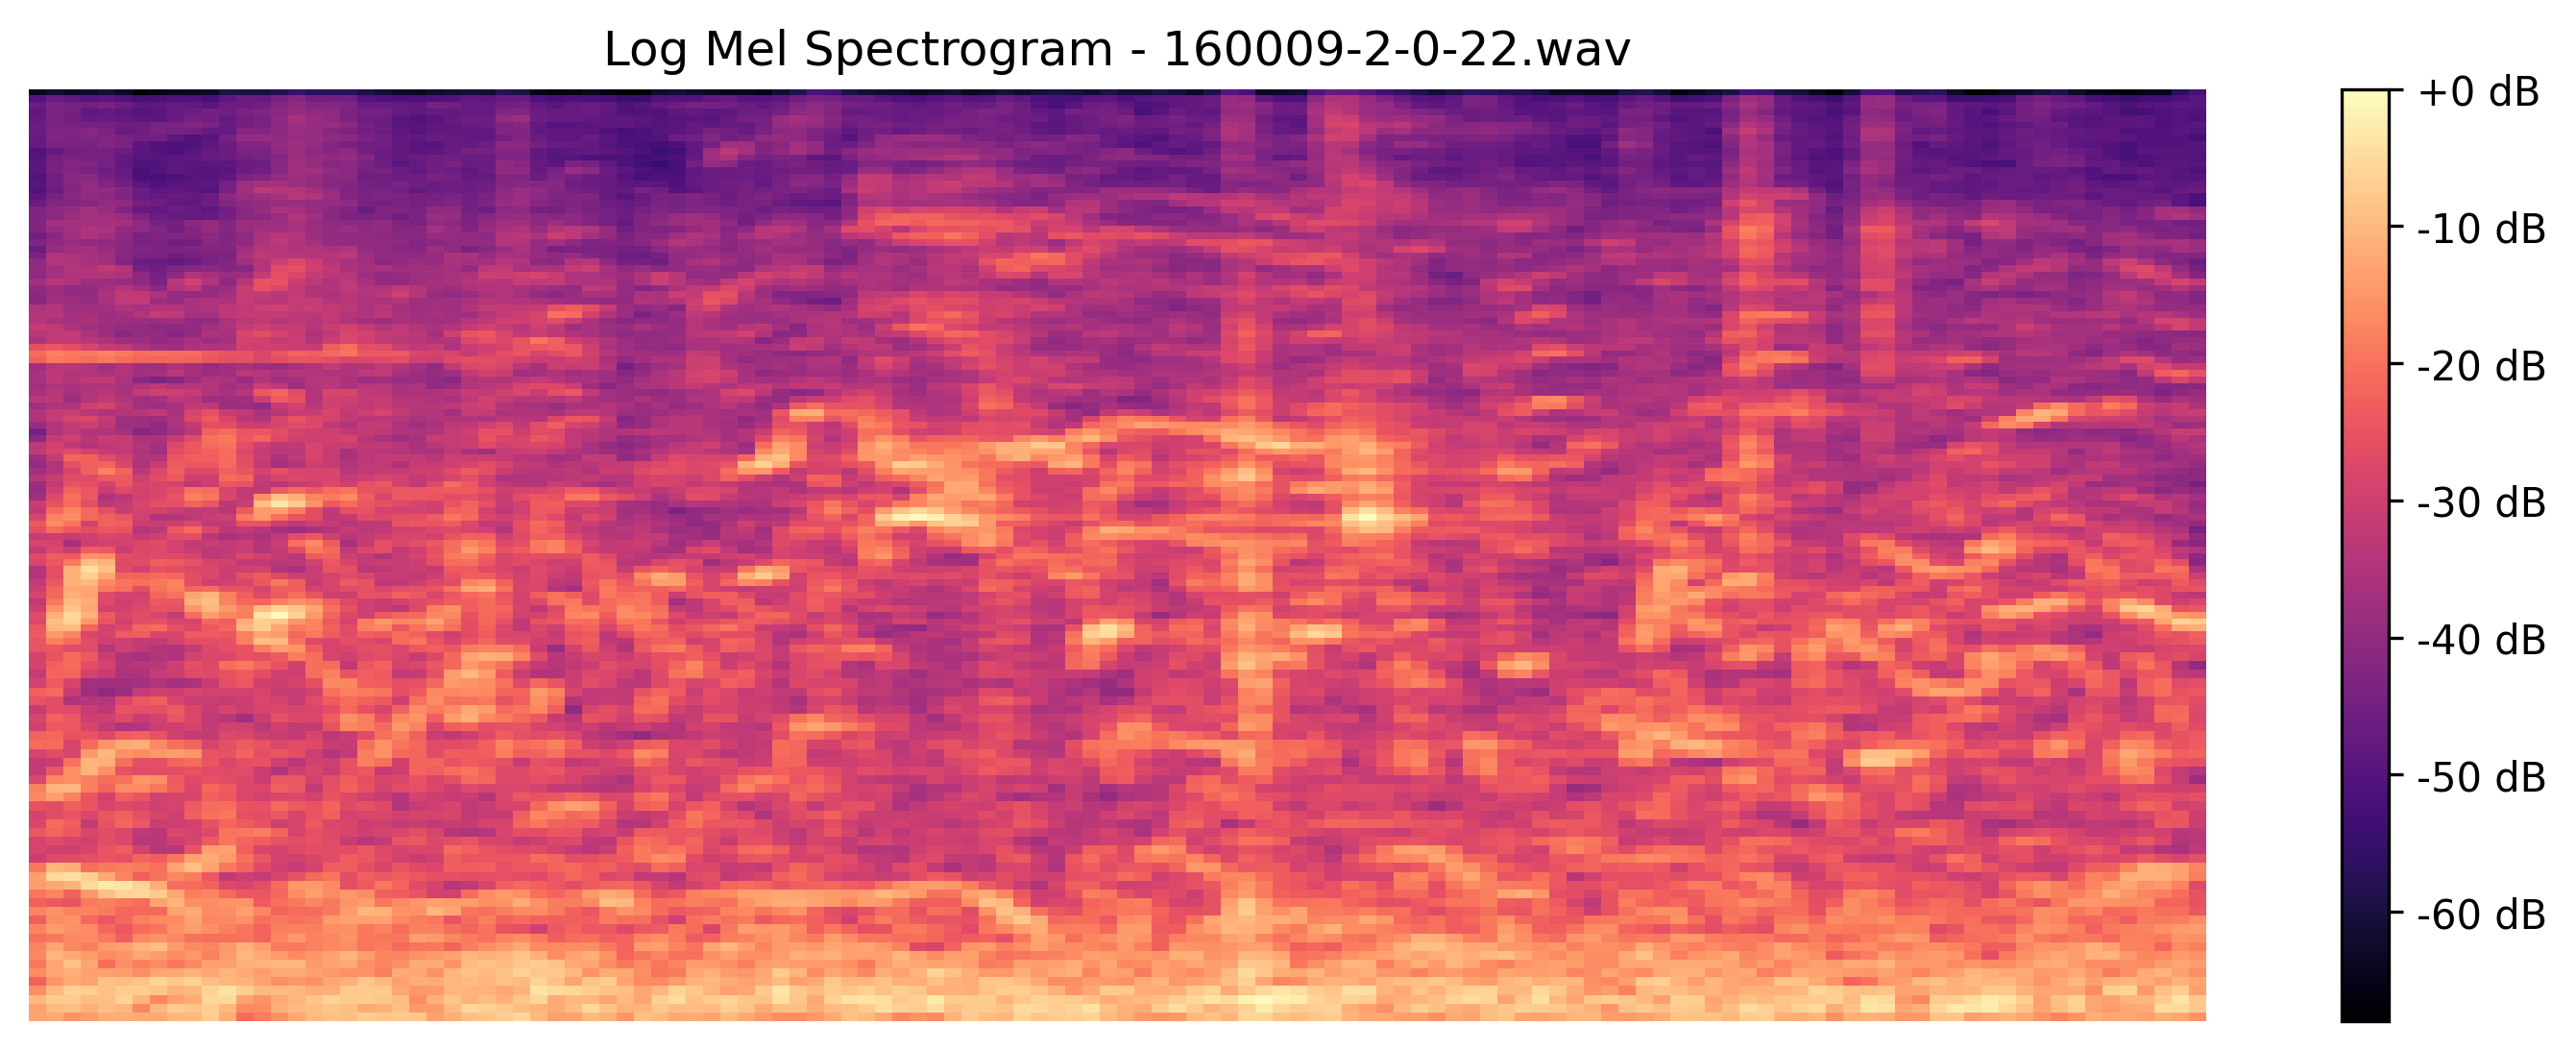 Log Mel Spectrogram - 160009-2-0-22.wav
+0 dB
-10 dB
-20 dB
-30 dB
-40 dB
-50 dB
-60 dB